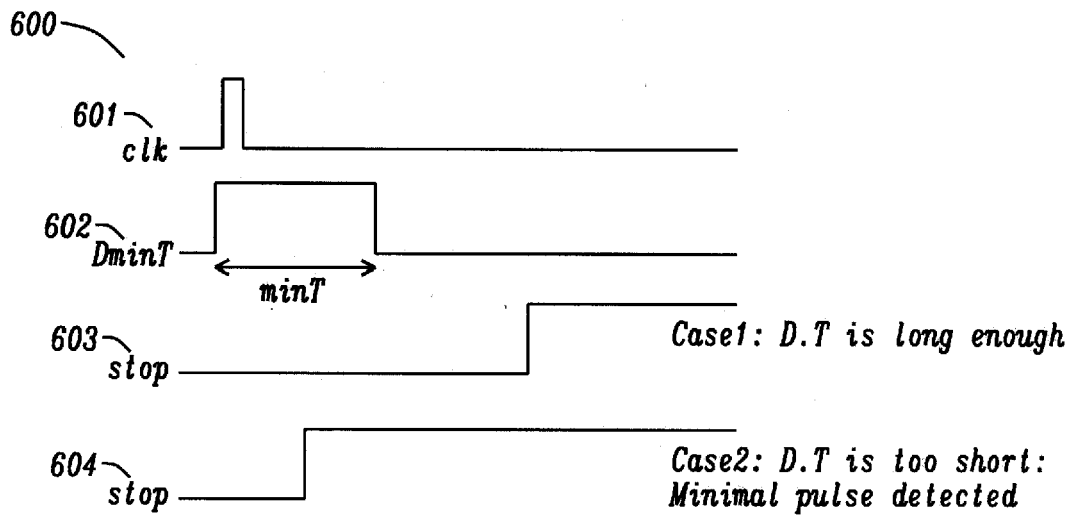 600
601
clk
602
DminT
minT
603
stop
Case1: D.T is long enough
604
stop
Case2: D.T is too short:
Minimal pulse detected